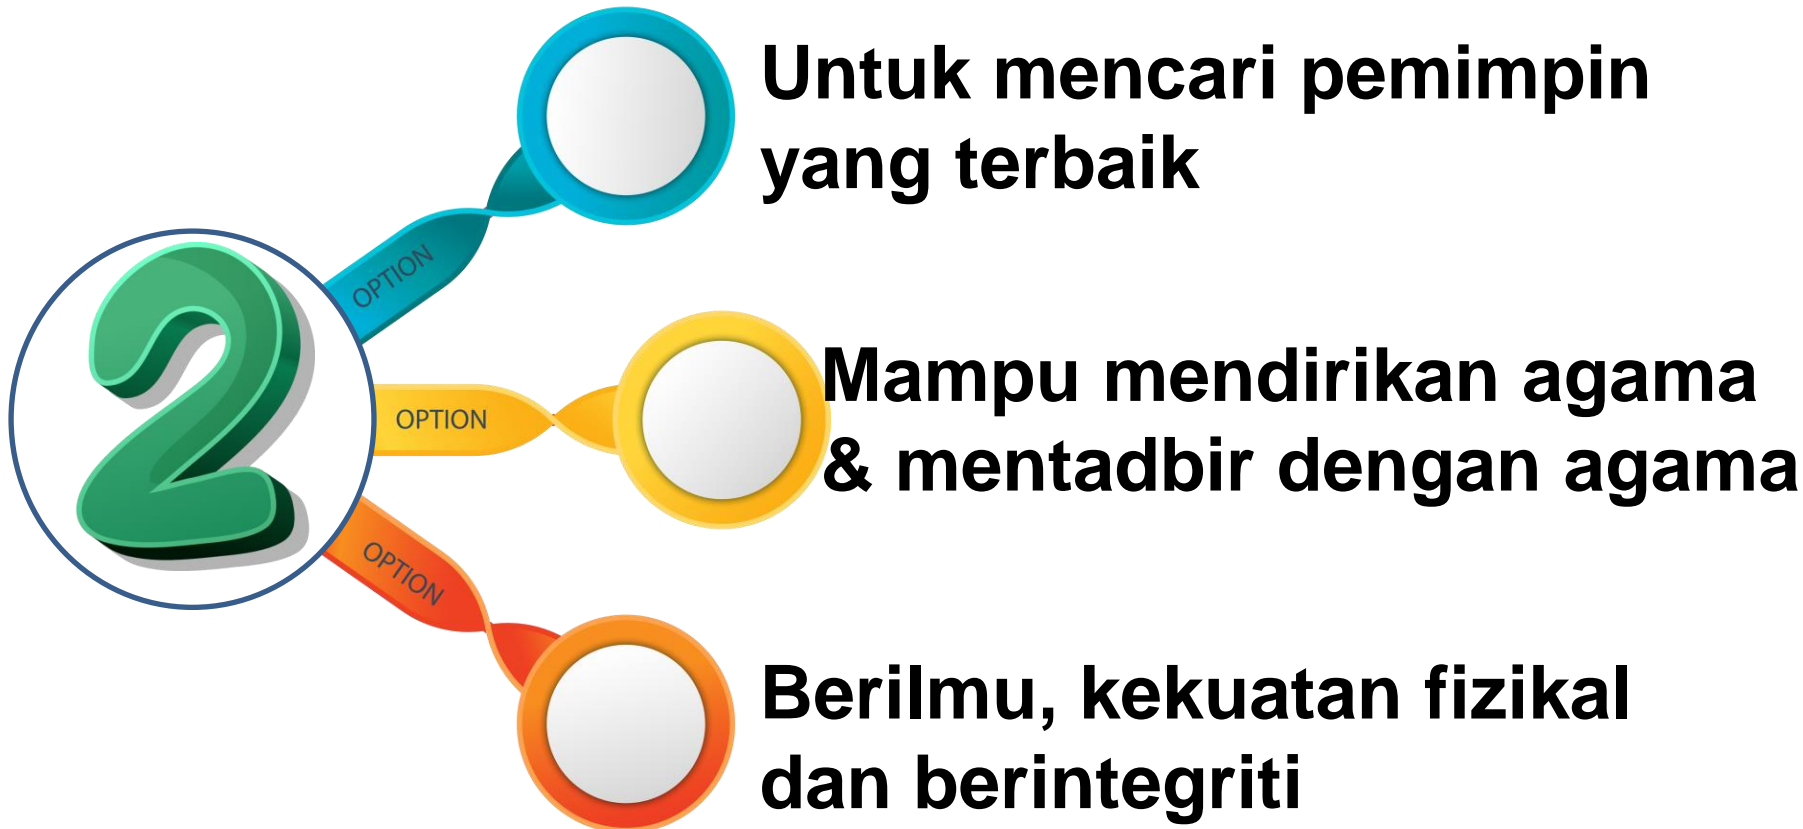 2
OPTION
Untuk mencari pemimpin
yang terbaik
OPTION
Mampu mendirikan agama
& mentadbir dengan agama
OPTION
Berilmu, kekuatan fizikal
dan berintegriti